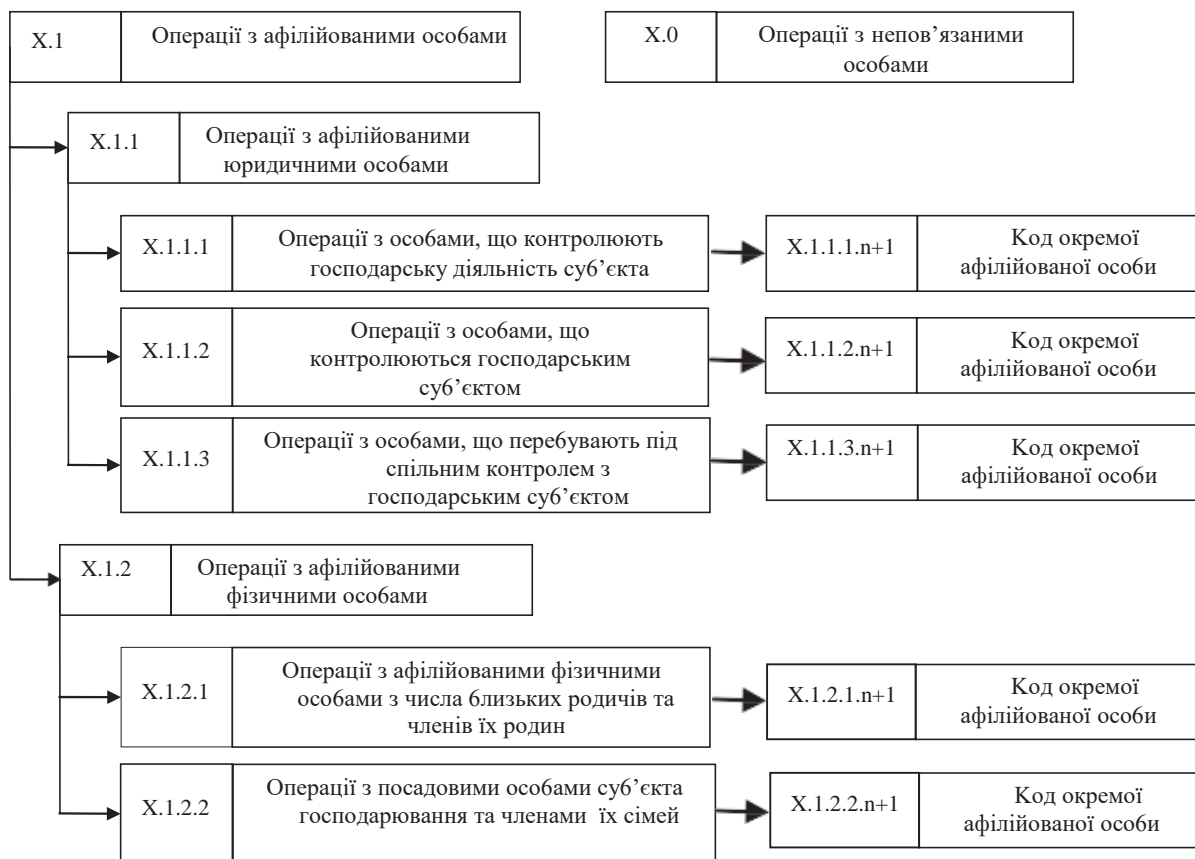 X.1
Операції з афілійованими особами
X.0
Операції з непов’язаними
особами
X.1.1
Операції з афілійованими
юридичними особами
X.1.1.1
Операції з особами, що контролюють
господарську діяльність суб’єкта
X.1.1.1.n+1
Код окремої
афілійованої особи
X.1.1.2
Операції з особами, що
контролюються господарським
суб’єктом
X.1.1.2.n+1
Код окремої
афілійованої особи
X.1.1.3
Операції з особами, що перебувають під
спільним контролем з
господарським суб’єктом
X.1.1.3.n+1
Код окремої
афілійованої особи
X.1.2
Операції з афілійованими
фізичними особами
X.1.2.1
Операції з афілійованими фізичними
особами з числа близьких родичів та
членів їх родин
X.1.2.1.n+1
Код окремої
афілійованої особи
X.1.2.2
Операції з посадовими особами суб’єкта
господарювання та членами їх сімей
X.1.2.2.n+1
Код окремої
афілійованої особи